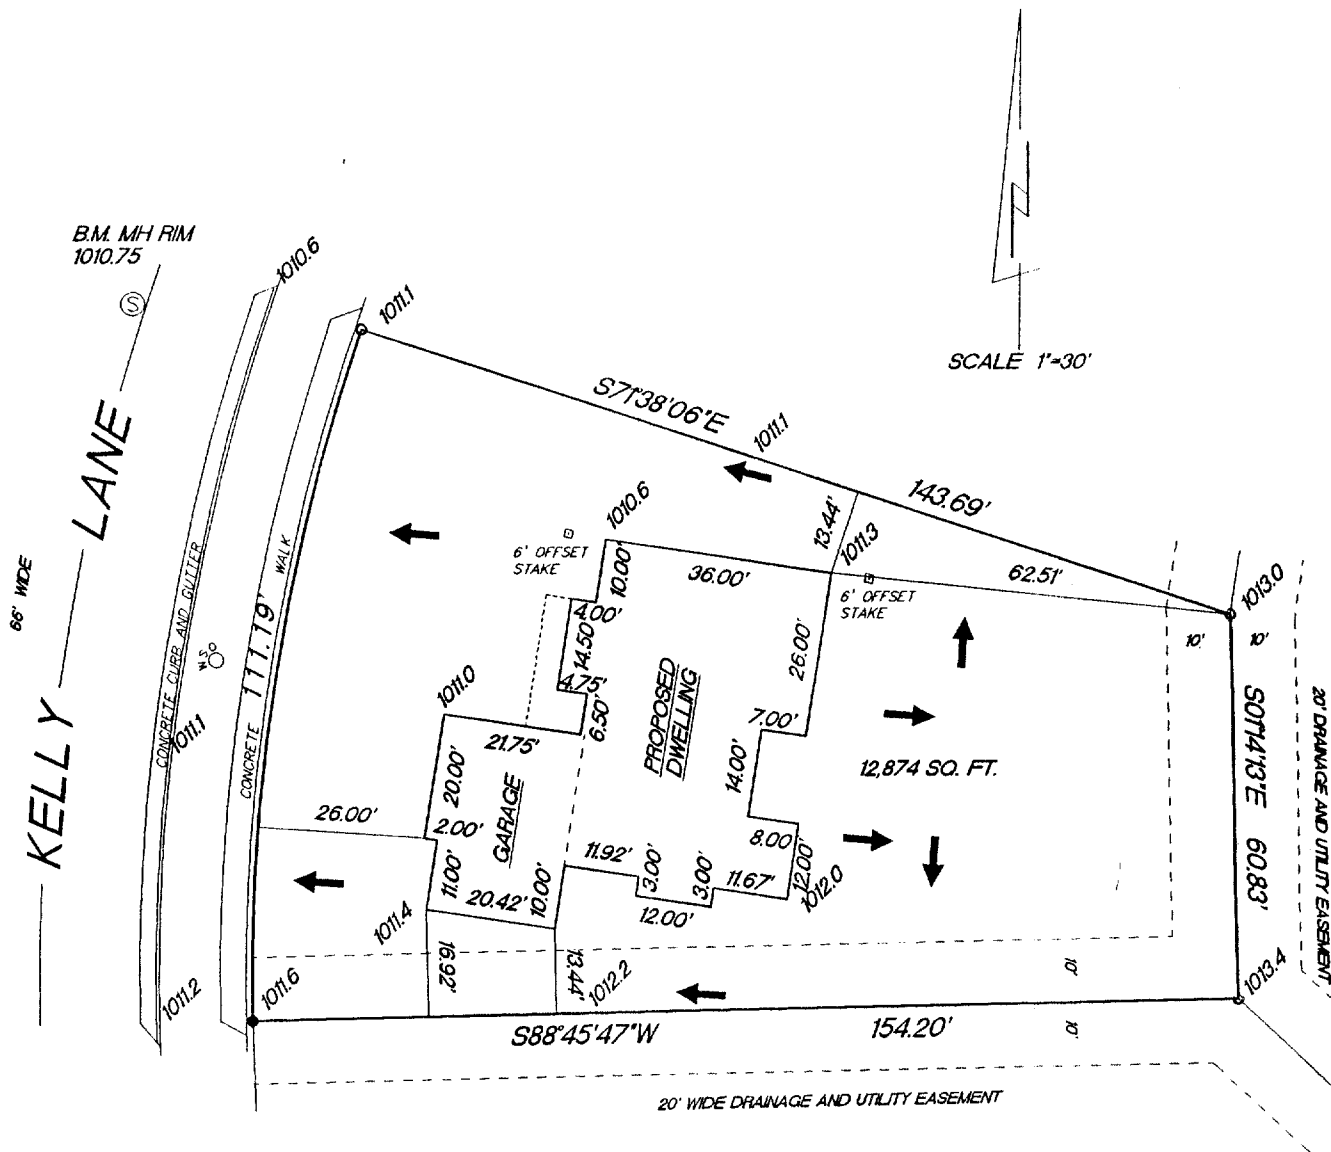 B.M. MH RIM
1010.75
S
1010.6
1011.1
SCALE 1"=30'
S71°38'06"E
1011.1
143.69'
13.44'
1011.3
62.51'
1013.0
1010.6
6' OFFSET
STAKE
10.00'
36.00'
6' OFFSET
STAKE
4.00'
14.50'
4.75'
6.50'
26.00'
10'
10'
KELLY LANE
66' WIDE
CONCRETE CURB AND GUTTER
CONCRETE WALK
111.19'
W.S.O
1011.1
1011.0
21.75'
20.00'
26.00'
2.00'
11.00'
GARAGE
20.42'
10.00'
PROPOSED
DWELLING
7.00'
14.00'
12,874 SQ. FT.
8.00
12.00'
1012.0
11.92'
3.00'
12.00'
3.00'
11.67'
S01°14'13"E 60.83'
20' DRAINAGE AND UTILITY EASEMENT
1011.4
16.92'
13.44'
1012.2
10'
10'
1011.2
1011.6
1013.4
S88°45'47"W
154.20'
20' WIDE DRAINAGE AND UTILITY EASEMENT